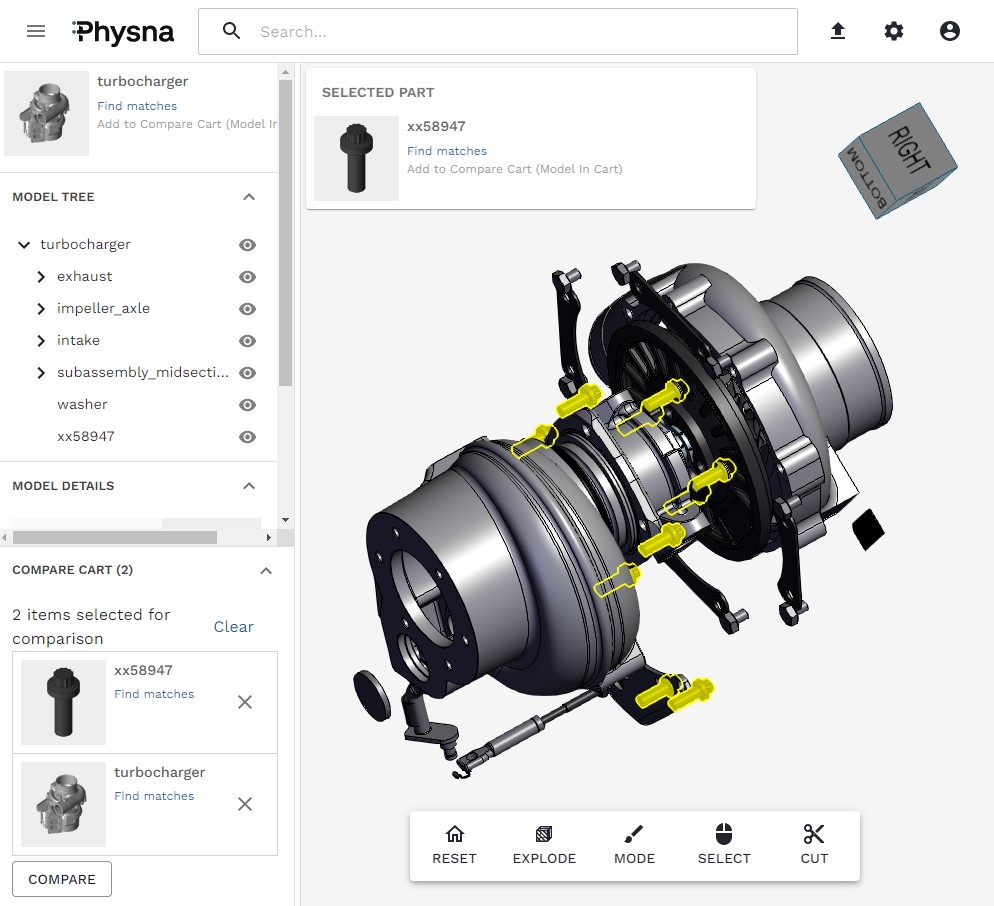 Physna
Search...
turbocharger
Find matches
Add to Compare Cart (Model In
SELECTED PART
xx58947
Find matches
Add to Compare Cart (Model In Cart)
RIGHT
BOTTOM
MODEL TREE
turbocharger
exhaust
impeller_axle
intake
subassembly_midsecti...
washer
xx58947
MODEL DETAILS
COMPARE CART (2)
2 items selected for
comparison
Clear
xx58947
Find matches
turbocharger
Find matches
COMPARE
RESET
EXPLODE
MODE
SELECT
CUT